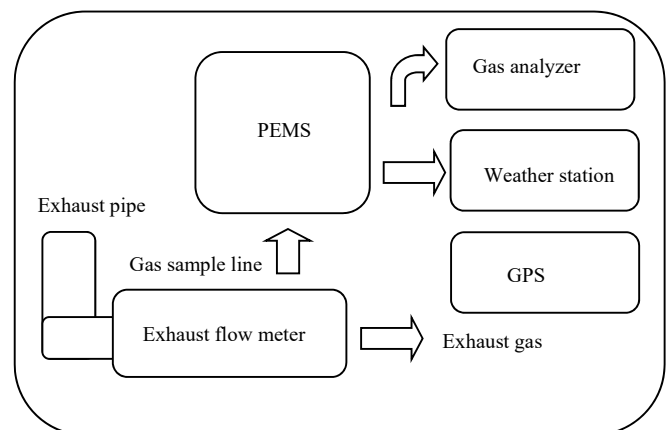 Gas analyzer
PEMS
Weather station
Exhaust pipe
Gas sample line
GPS
Exhaust flow meter
Exhaust gas